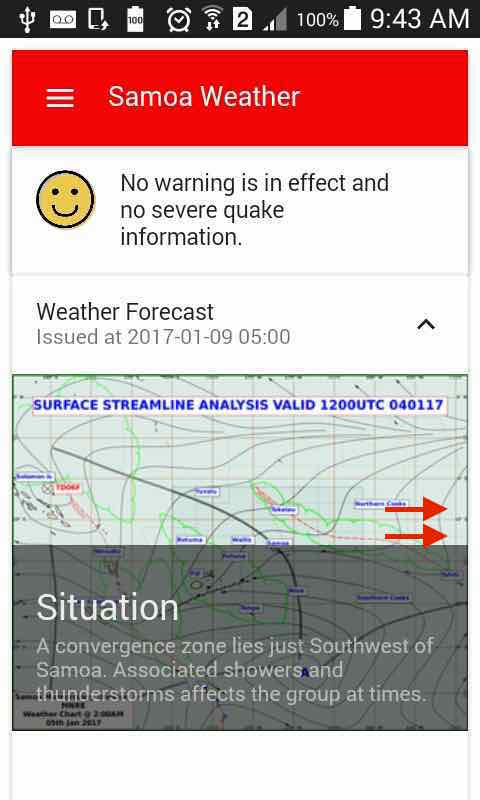 100
2
100%
9:43 AM
Samoa Weather
No warning is in effect and
no severe quake
information.
Weather Forecast
Issued at 2017-01-09 05:00
SURFACE STREAMLINE ANALYSIS VALID 1200UTC 040117
Solomon Is
TD06F
Tuvalu
Tokelau
Northern Cooks
Rotuma
Wallis
Samoa
Futuna
Vanuatu
Fiji
Niue
Tonga
Southern Cooks
Situation
A convergence zone lies just Southwest of
Samoa. Associated showers and
thunderstorms affects the group at times.
A
MNRE
Weather Chart @ 2:00AM
05th Jan 2017